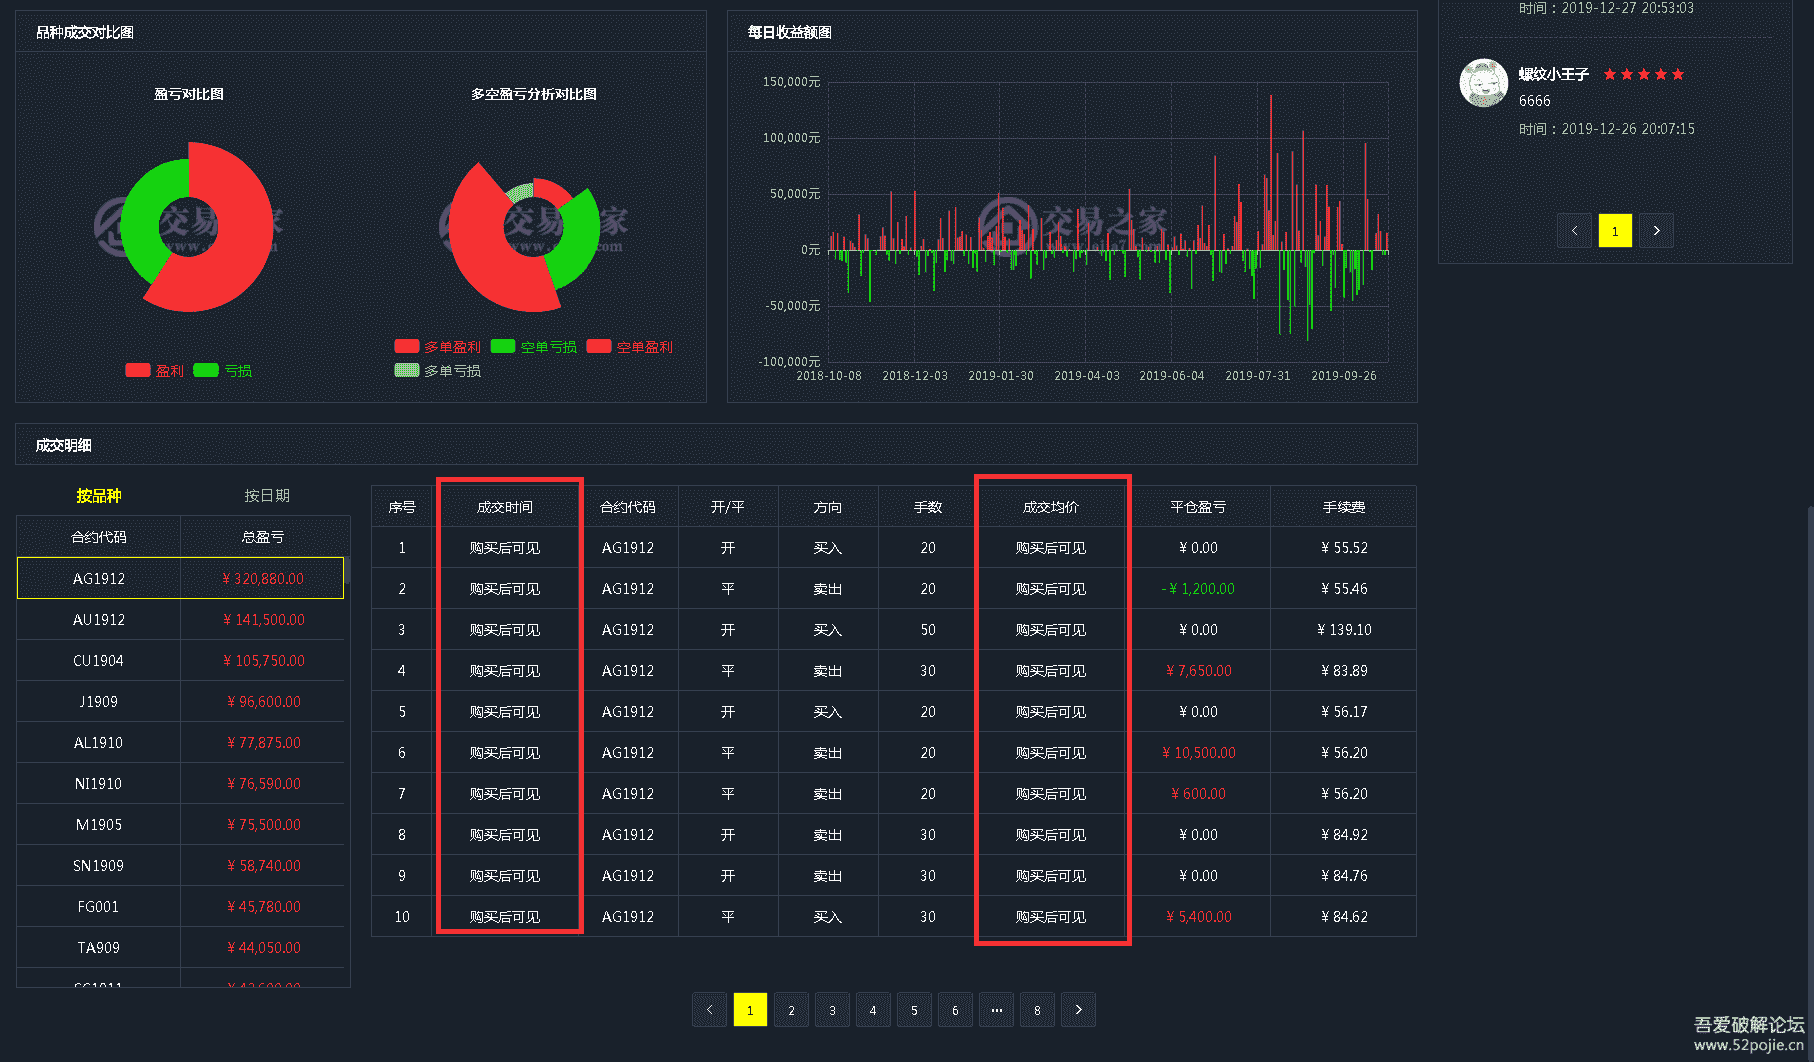 品种成交对比图
盈亏对比图
多空盈亏分析对比图
交易之家
www.ajia7.com
盈利
亏损
多单盈利
空单亏损
空单盈利
多单亏损
每日收益额图
150,000元
100,000元
50,000元
0元
-50,000元
-100,000元
2018-10-08 2018-12-03 2019-01-30 2019-04-03 2019-06-04 2019-07-31 2019-09-26
时间：2019-12-27 20:53:03
螺纹小王子 ★★★★★
6666
时间：2019-12-26 20:07:15
< 1 >
成交明细
按品种 按日期
合约代码 总盈亏
AG1912 ¥ 320,880.00
AU1912 ¥ 141,500.00
CU1904 ¥ 105,750.00
J1909 ¥ 96,600.00
AL1910 ¥ 77,875.00
NI1910 ¥ 76,590.00
M1905 ¥ 75,500.00
SN1909 ¥ 58,740.00
FG001 ¥ 45,780.00
TA909 ¥ 44,050.00
序号 成交时间 合约代码 开/平 方向 手数 成交均价 平仓盈亏 手续费
1 购买后可见 AG1912 开 买入 20 购买后可见 ¥ 0.00 ¥ 55.52
2 购买后可见 AG1912 平 卖出 20 购买后可见 -¥ 1,200.00 ¥ 55.46
3 购买后可见 AG1912 开 买入 50 购买后可见 ¥ 0.00 ¥ 139.10
4 购买后可见 AG1912 平 卖出 30 购买后可见 ¥ 7,650.00 ¥ 83.89
5 购买后可见 AG1912 开 买入 20 购买后可见 ¥ 0.00 ¥ 56.17
6 购买后可见 AG1912 平 卖出 20 购买后可见 ¥ 10,500.00 ¥ 56.20
7 购买后可见 AG1912 平 卖出 20 购买后可见 ¥ 600.00 ¥ 56.20
8 购买后可见 AG1912 开 卖出 30 购买后可见 ¥ 0.00 ¥ 84.92
9 购买后可见 AG1912 开 卖出 30 购买后可见 ¥ 0.00 ¥ 84.76
10 购买后可见 AG1912 平 买入 30 购买后可见 ¥ 5,400.00 ¥ 84.62
< 1 2 3 4 5 6 ··· 8 >
吾爱破解论坛
www.52pojie.cn